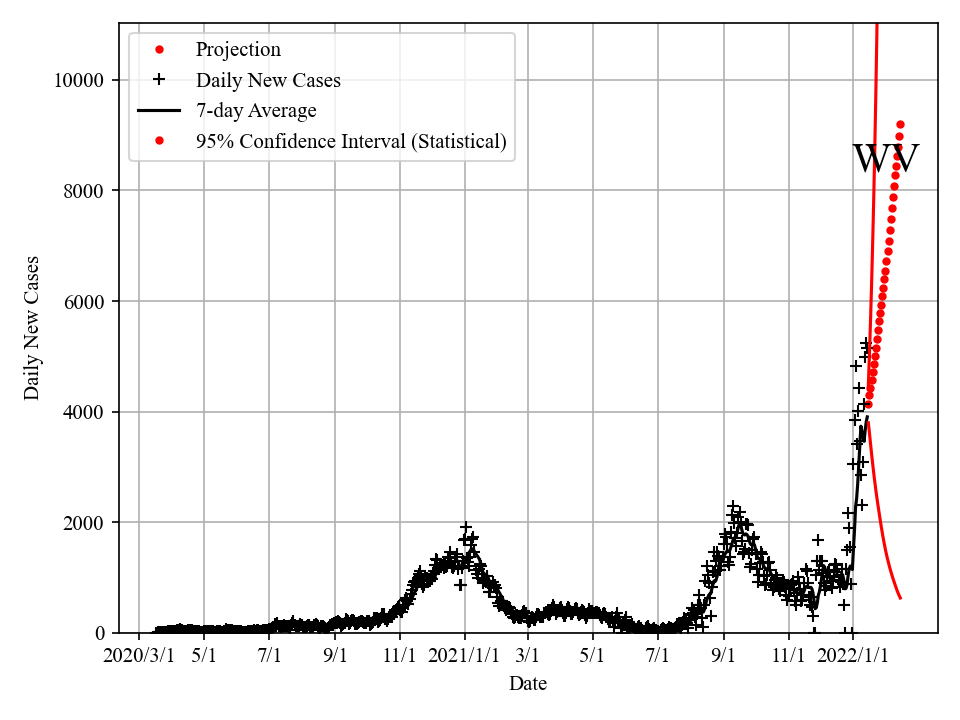 Projection
Daily New Cases
7-day Average
95% Confidence Interval (Statistical)
WV
10000
8000
6000
4000
2000
0
Daily New Cases
2020/3/1 5/1 7/1 9/1 11/1 2021/1/1 3/1 5/1 7/1 9/1 11/1 2022/1/1
Date